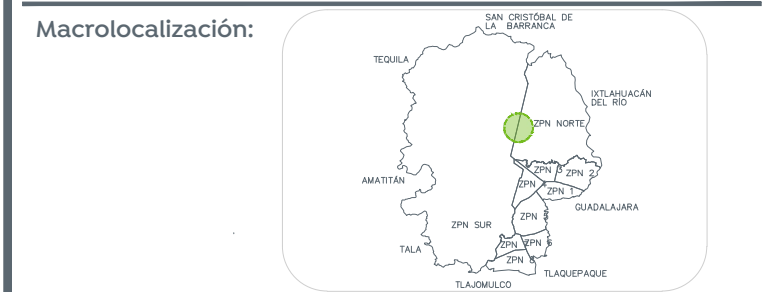 Macrolocalización:
SAN CRISTÓBAL DE
LA BARRANCA
TEQUILA
IXTLAHUACÁN
DEL RÍO
ZPN NORTE
ZPN 3
ZPN 2
AMATITÁN
ZPN 4
ZPN 1
GUADALAJARA
ZPN 5
ZPN SUR
ZPN
ZPN 6
TALA
ZPN
TLAQUEPAQUE
TLAJOMULCO